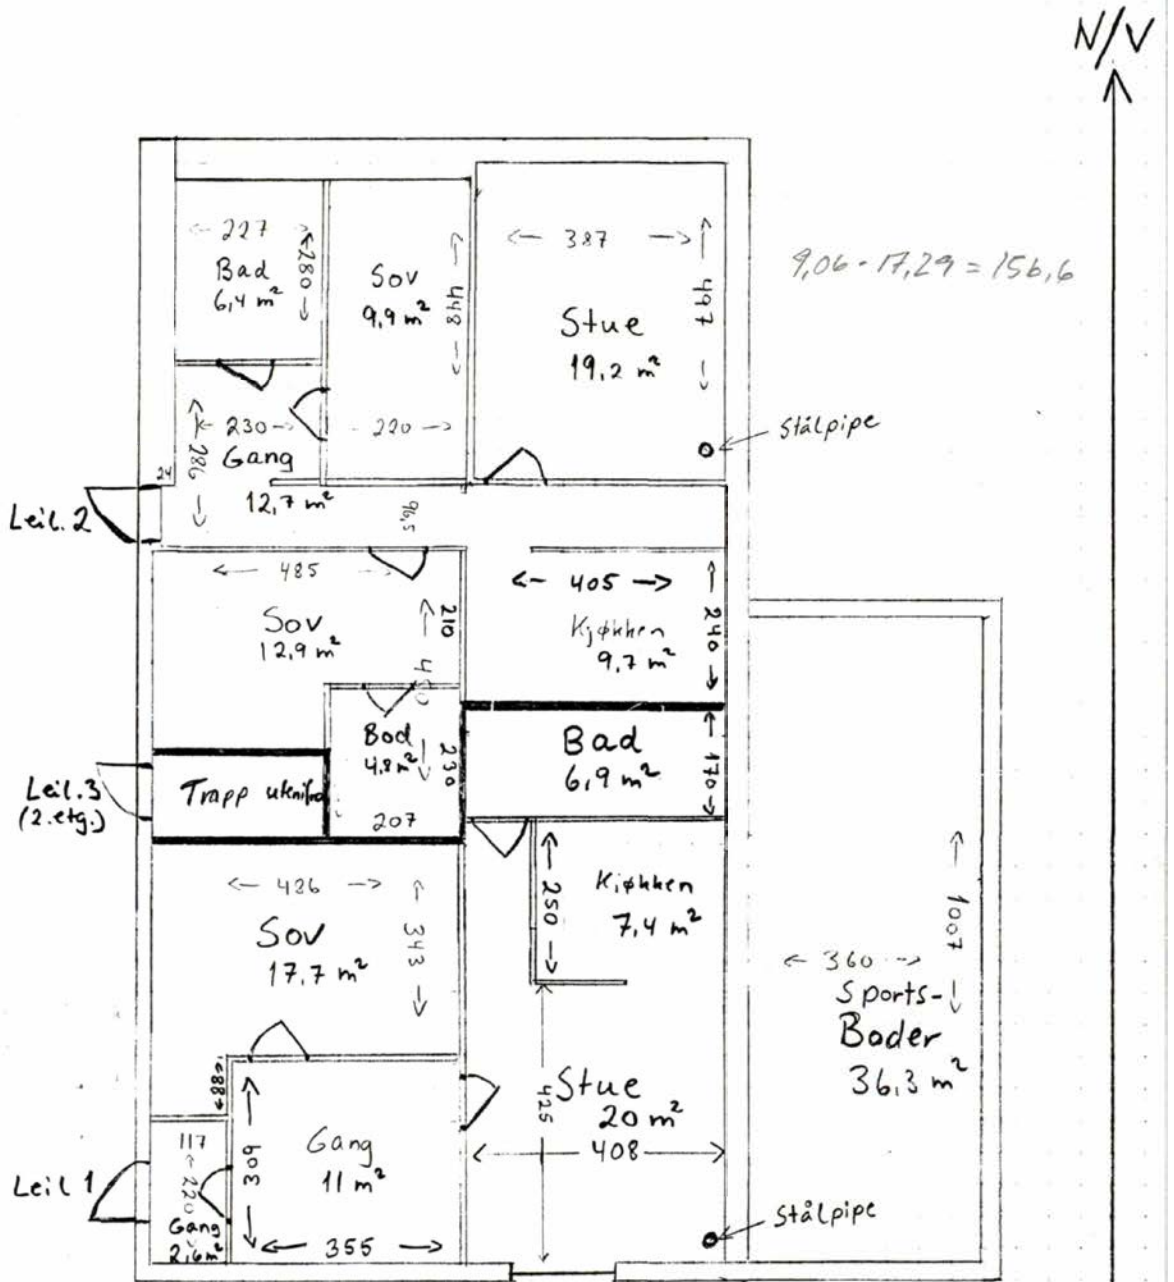 N/V
227
Bad
6,4 m²
280
Sov
9,9 m²
448
387
497
Stue
19,2 m²
9,06 · 17,29 = 156,6
Stålpipe
230
Gang
286
220
24
12,7 m²
96,5
Leil. 2
485
Sov
12,9 m²
210
405
Kjøkken
9,7 m²
240
Bod
4,8 m²
230
207
Bad
6,9 m²
170
Leil. 3
(2. etg.)
Trapp
486
343
Sov
17,7 m²
250
Kjøkken
7,4 m²
1007
360
Sports-
Boder
36,3 m²
88
425
Stue
20 m²
408
117
220
Gang
2,6 m²
309
Gang
11 m²
355
Leil 1
Stålpipe